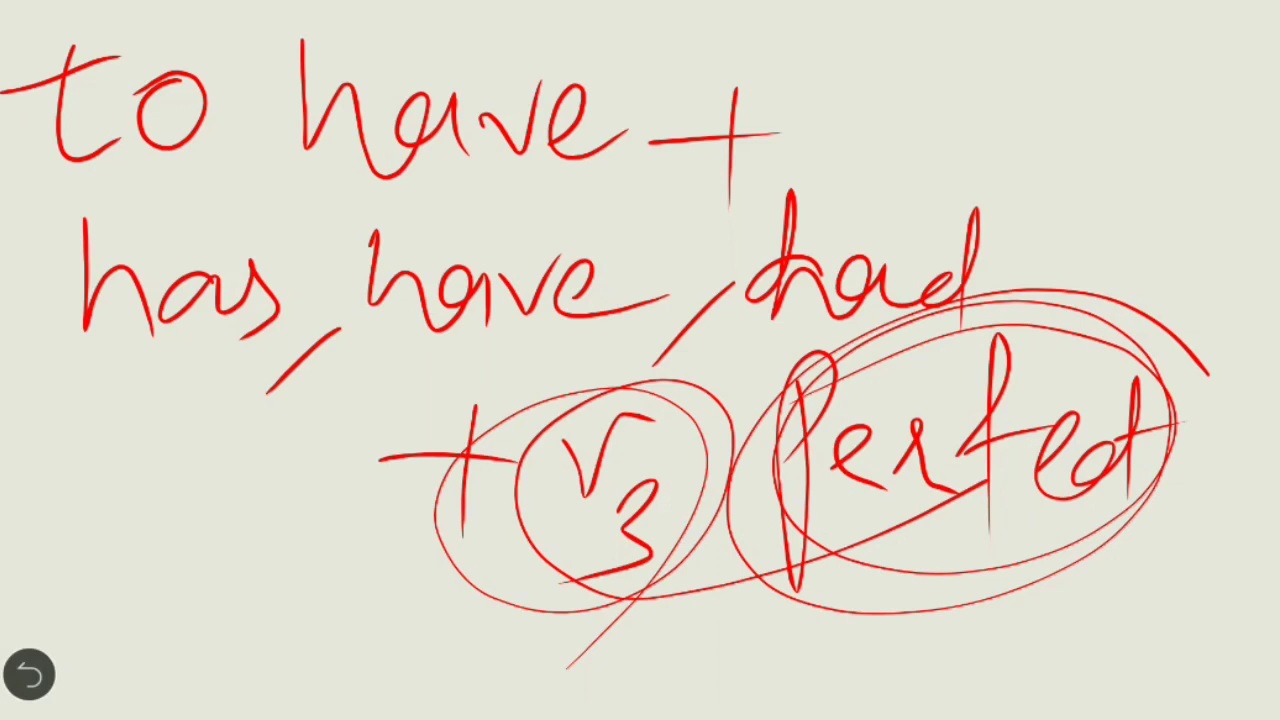 to have +
has, have, had
+ V3 Perfect